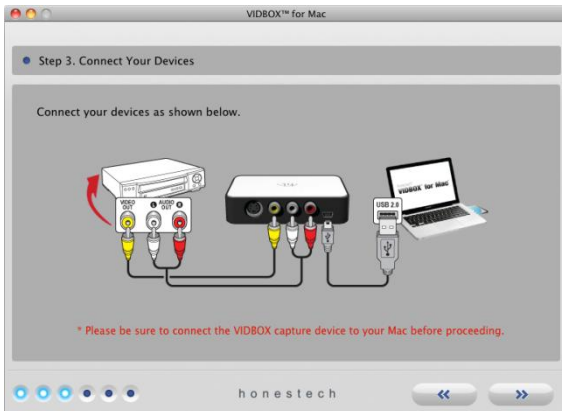 VIDBOX™ for Mac
Step 3. Connect Your Devices
Connect your devices as shown below.
VIDEO OUT
L AUDIO R OUT
VIDBOX for Mac
USB 2.0
* Please be sure to connect the VIDBOX capture device to your Mac before proceeding.
honestech